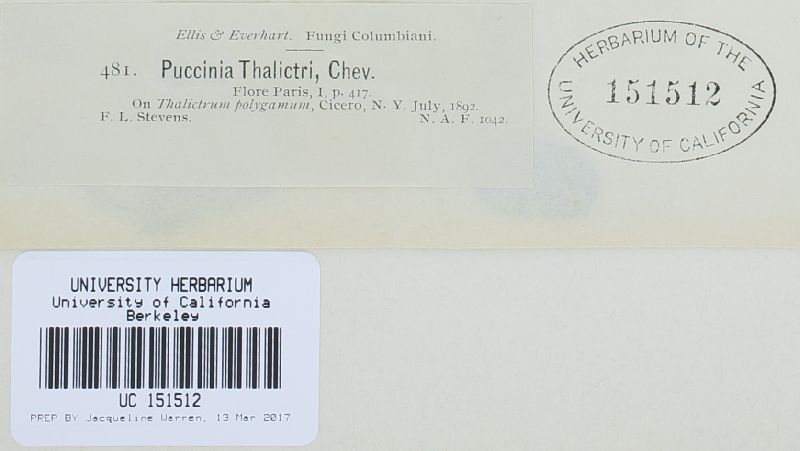 Ellis & Everhart. Fungi Columbiani.
481. Puccinia Thalictri, Chev.
Flore Paris, I, p. 417.
On Thalictrum polygamum, Cicero, N. Y. July, 1892.
F. L. Stevens. N. A. F. 1042.
HERBARIUM OF THE
151512
UNIVERSITY OF CALIFORNIA
UNIVERSITY HERBARIUM
University of California
Berkeley
UC 151512
PREP BY Jacqueline Warren, 13 Mar 2017